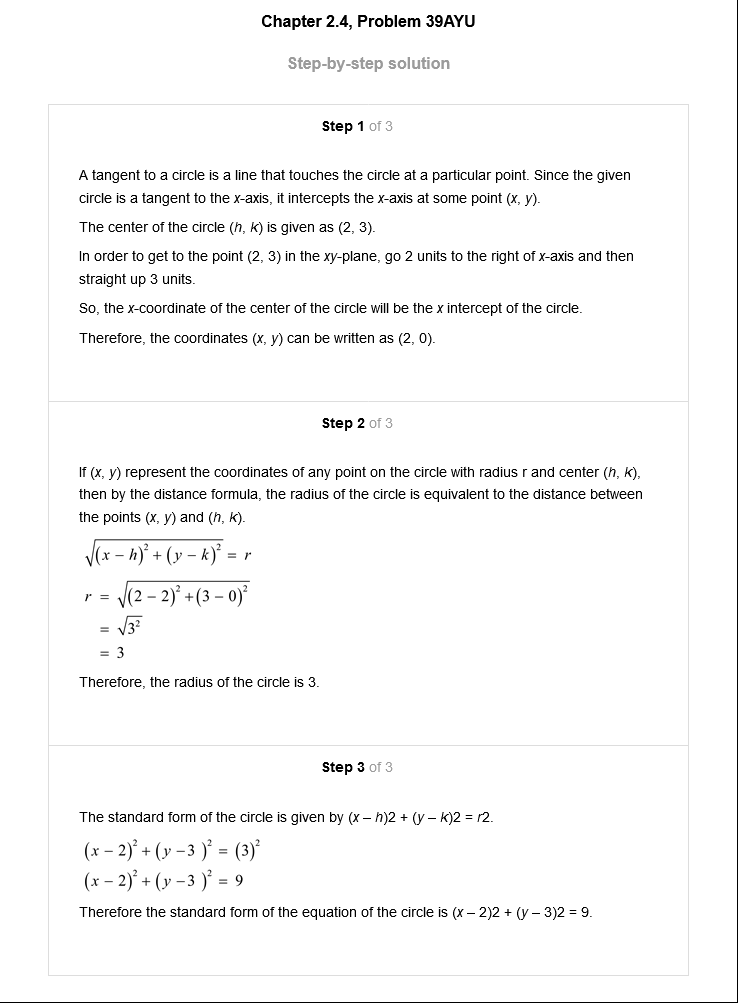 Chapter 2.4, Problem 39AYU
Step-by-step solution
Step 1 of 3
A tangent to a circle is a line that touches the circle at a particular point. Since the given
circle is a tangent to the x-axis, it intercepts the x-axis at some point (x, y).
The center of the circle (h, k) is given as (2, 3).
In order to get to the point (2, 3) in the xy-plane, go 2 units to the right of x-axis and then
straight up 3 units.
So, the x-coordinate of the center of the circle will be the x intercept of the circle.
Therefore, the coordinates (x, y) can be written as (2, 0).
Step 2 of 3
If (x, y) represent the coordinates of any point on the circle with radius r and center (h, k),
then by the distance formula, the radius of the circle is equivalent to the distance between
the points (x, y) and (h, k).
√((x − h)² + (y − k)²) = r
r = √((2 − 2)² + (3 − 0)²)
= √(3²)
= 3
Therefore, the radius of the circle is 3.
Step 3 of 3
The standard form of the circle is given by (x – h)2 + (y – k)2 = r2.
(x − 2)² + (y − 3)² = (3)²
(x − 2)² + (y − 3)² = 9
Therefore the standard form of the equation of the circle is (x – 2)2 + (y – 3)2 = 9.